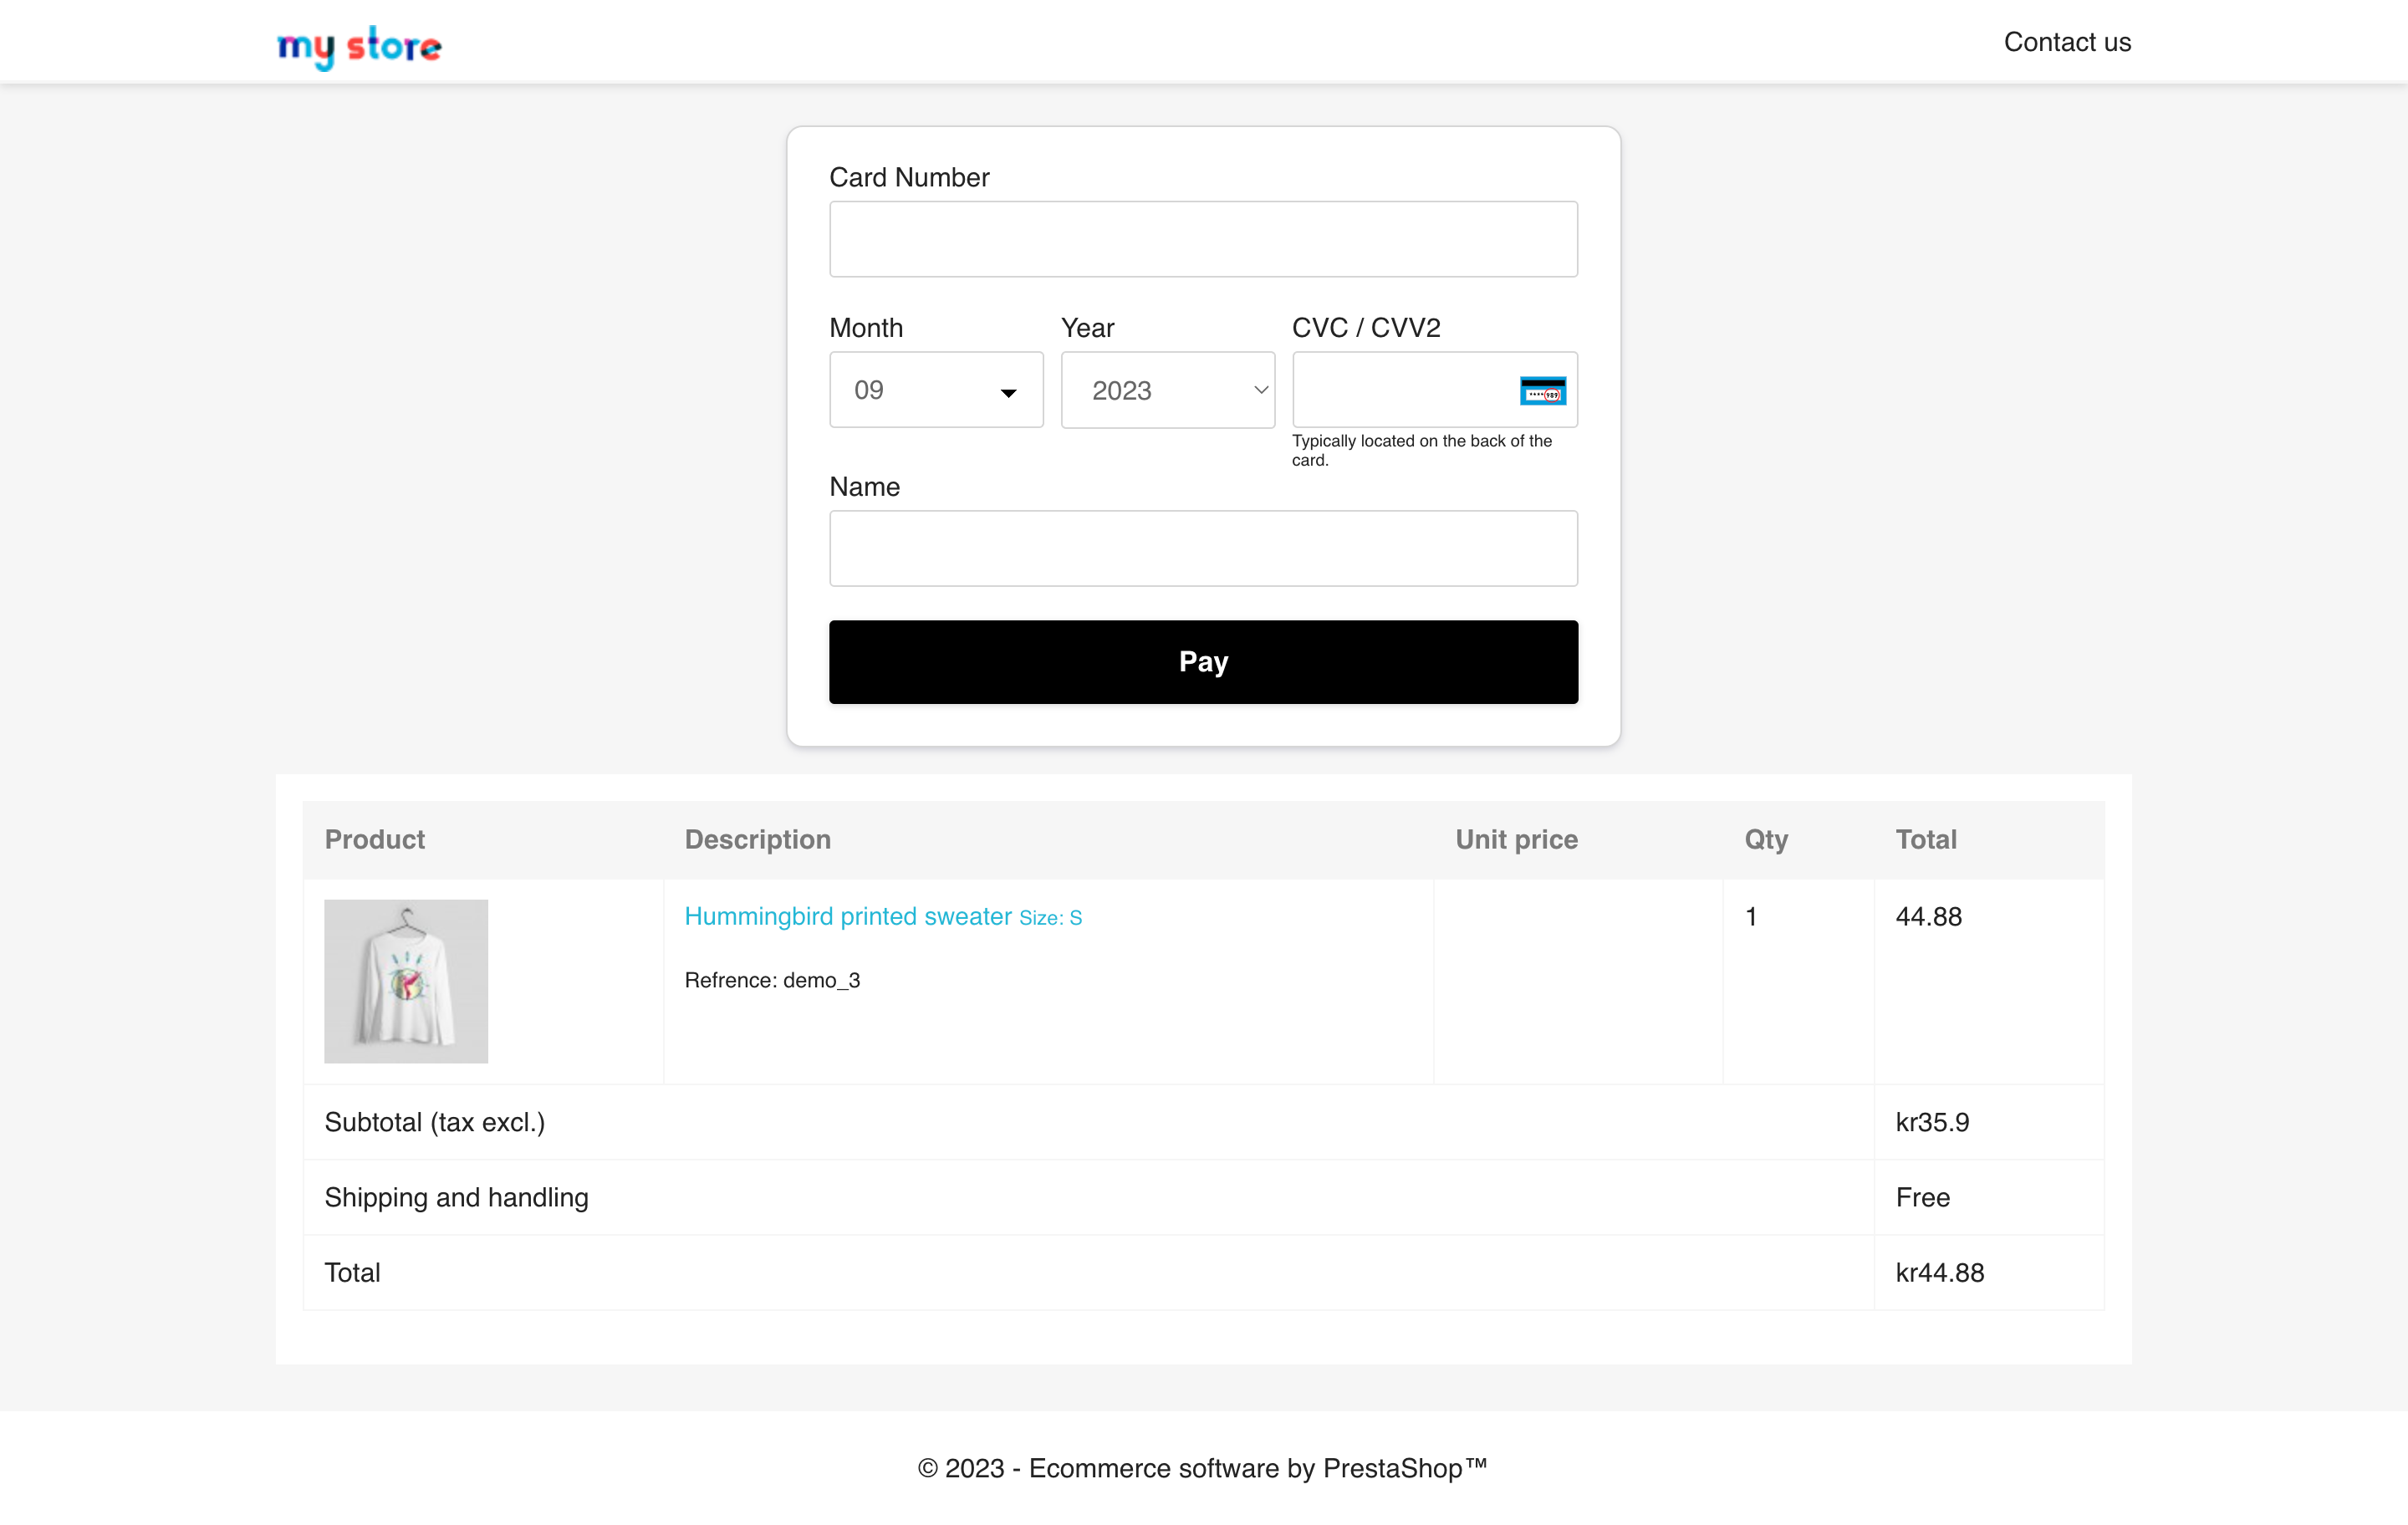 my store
Contact us
Card Number
Month Year CVC / CVV2
09 2023
Typically located on the back of the
card.
Name
Pay
Product Description Unit price Qty Total
Hummingbird printed sweater Size: S 1 44.88
Refrence: demo_3
Subtotal (tax excl.) kr35.9
Shipping and handling Free
Total kr44.88
© 2023 - Ecommerce software by PrestaShop™